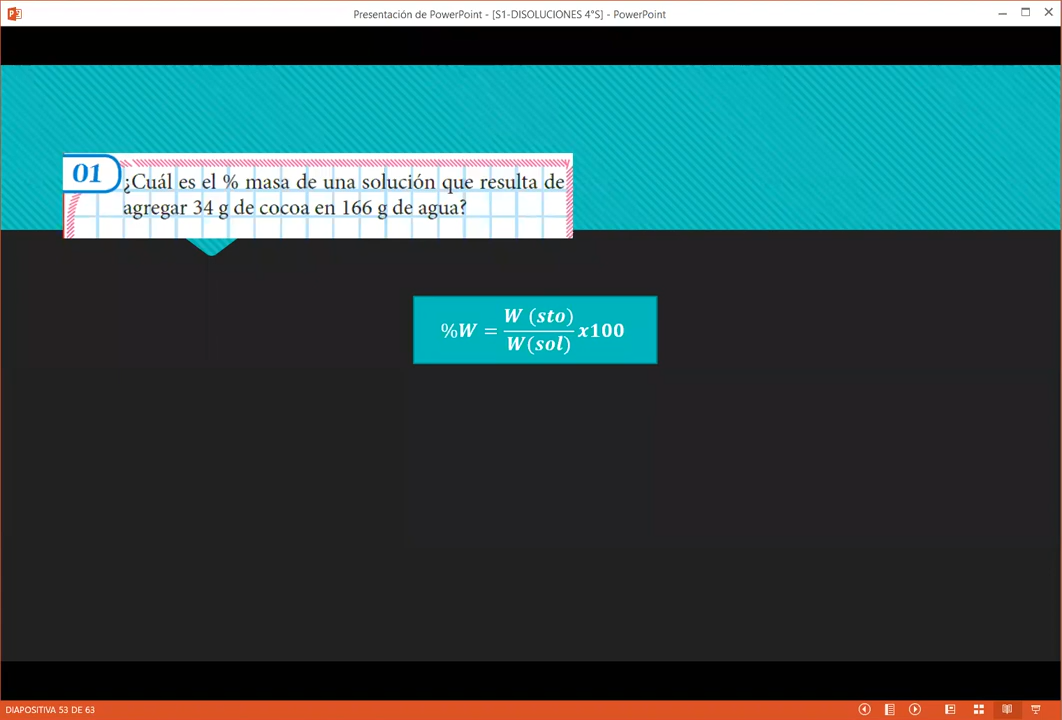 Presentación de PowerPoint - [S1-DISOLUCIONES 4°S] - PowerPoint
01
¿Cuál es el % masa de una solución que resulta de
agregar 34 g de cocoa en 166 g de agua?
%W = W (sto) / W(sol) x100
DIAPOSITIVA 53 DE 63